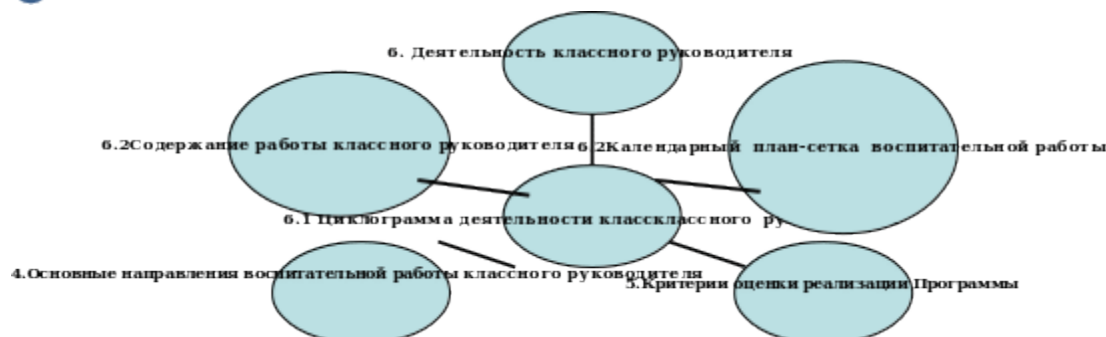 6. Деятельность классного руководителя
6.2Содержание работы классного руководителя
6.2Календарный план-сетка воспитательной работы
6.1 Циклограмма деятельности классклассного ру
4.Основные направления воспитательной работы классного руководителя
5.Критерии оценки реализации Программы